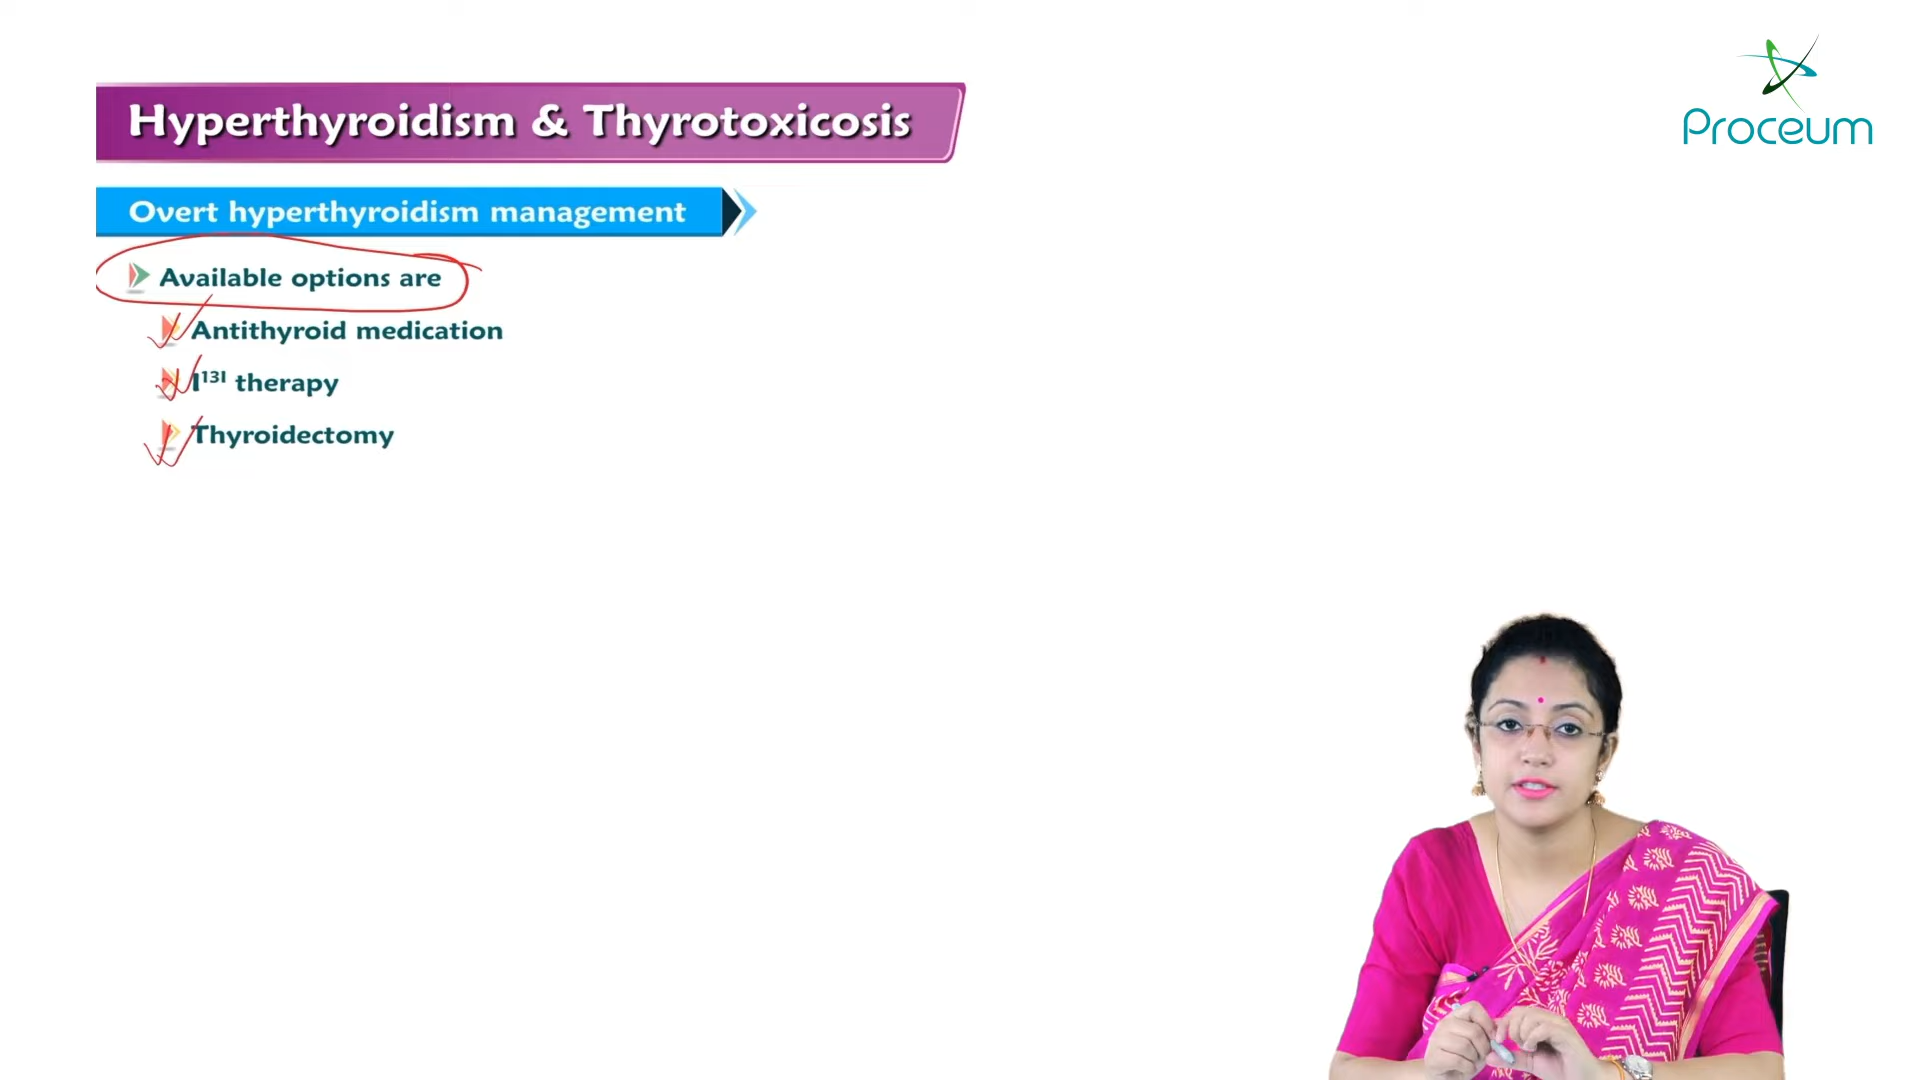 Proceum
Hyperthyroidism & Thyrotoxicosis
Overt hyperthyroidism management
Available options are
Antithyroid medication
I¹³¹ therapy
Thyroidectomy